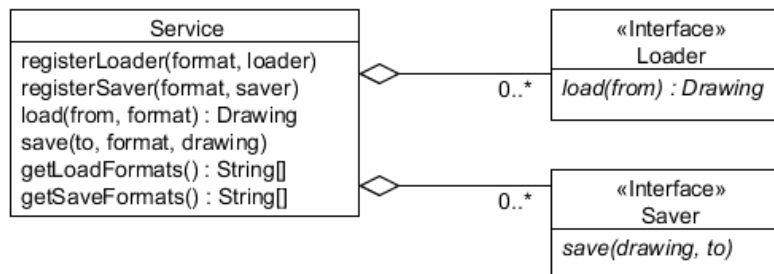 Service
registerLoader(format, loader)
registerSaver(format, saver)
load(from, format) : Drawing
save(to, format, drawing)
getLoadFormats() : String[]
getSaveFormats() : String[]
0..*
«Interface»
Loader
load(from) : Drawing
0..*
«Interface»
Saver
save(drawing, to)